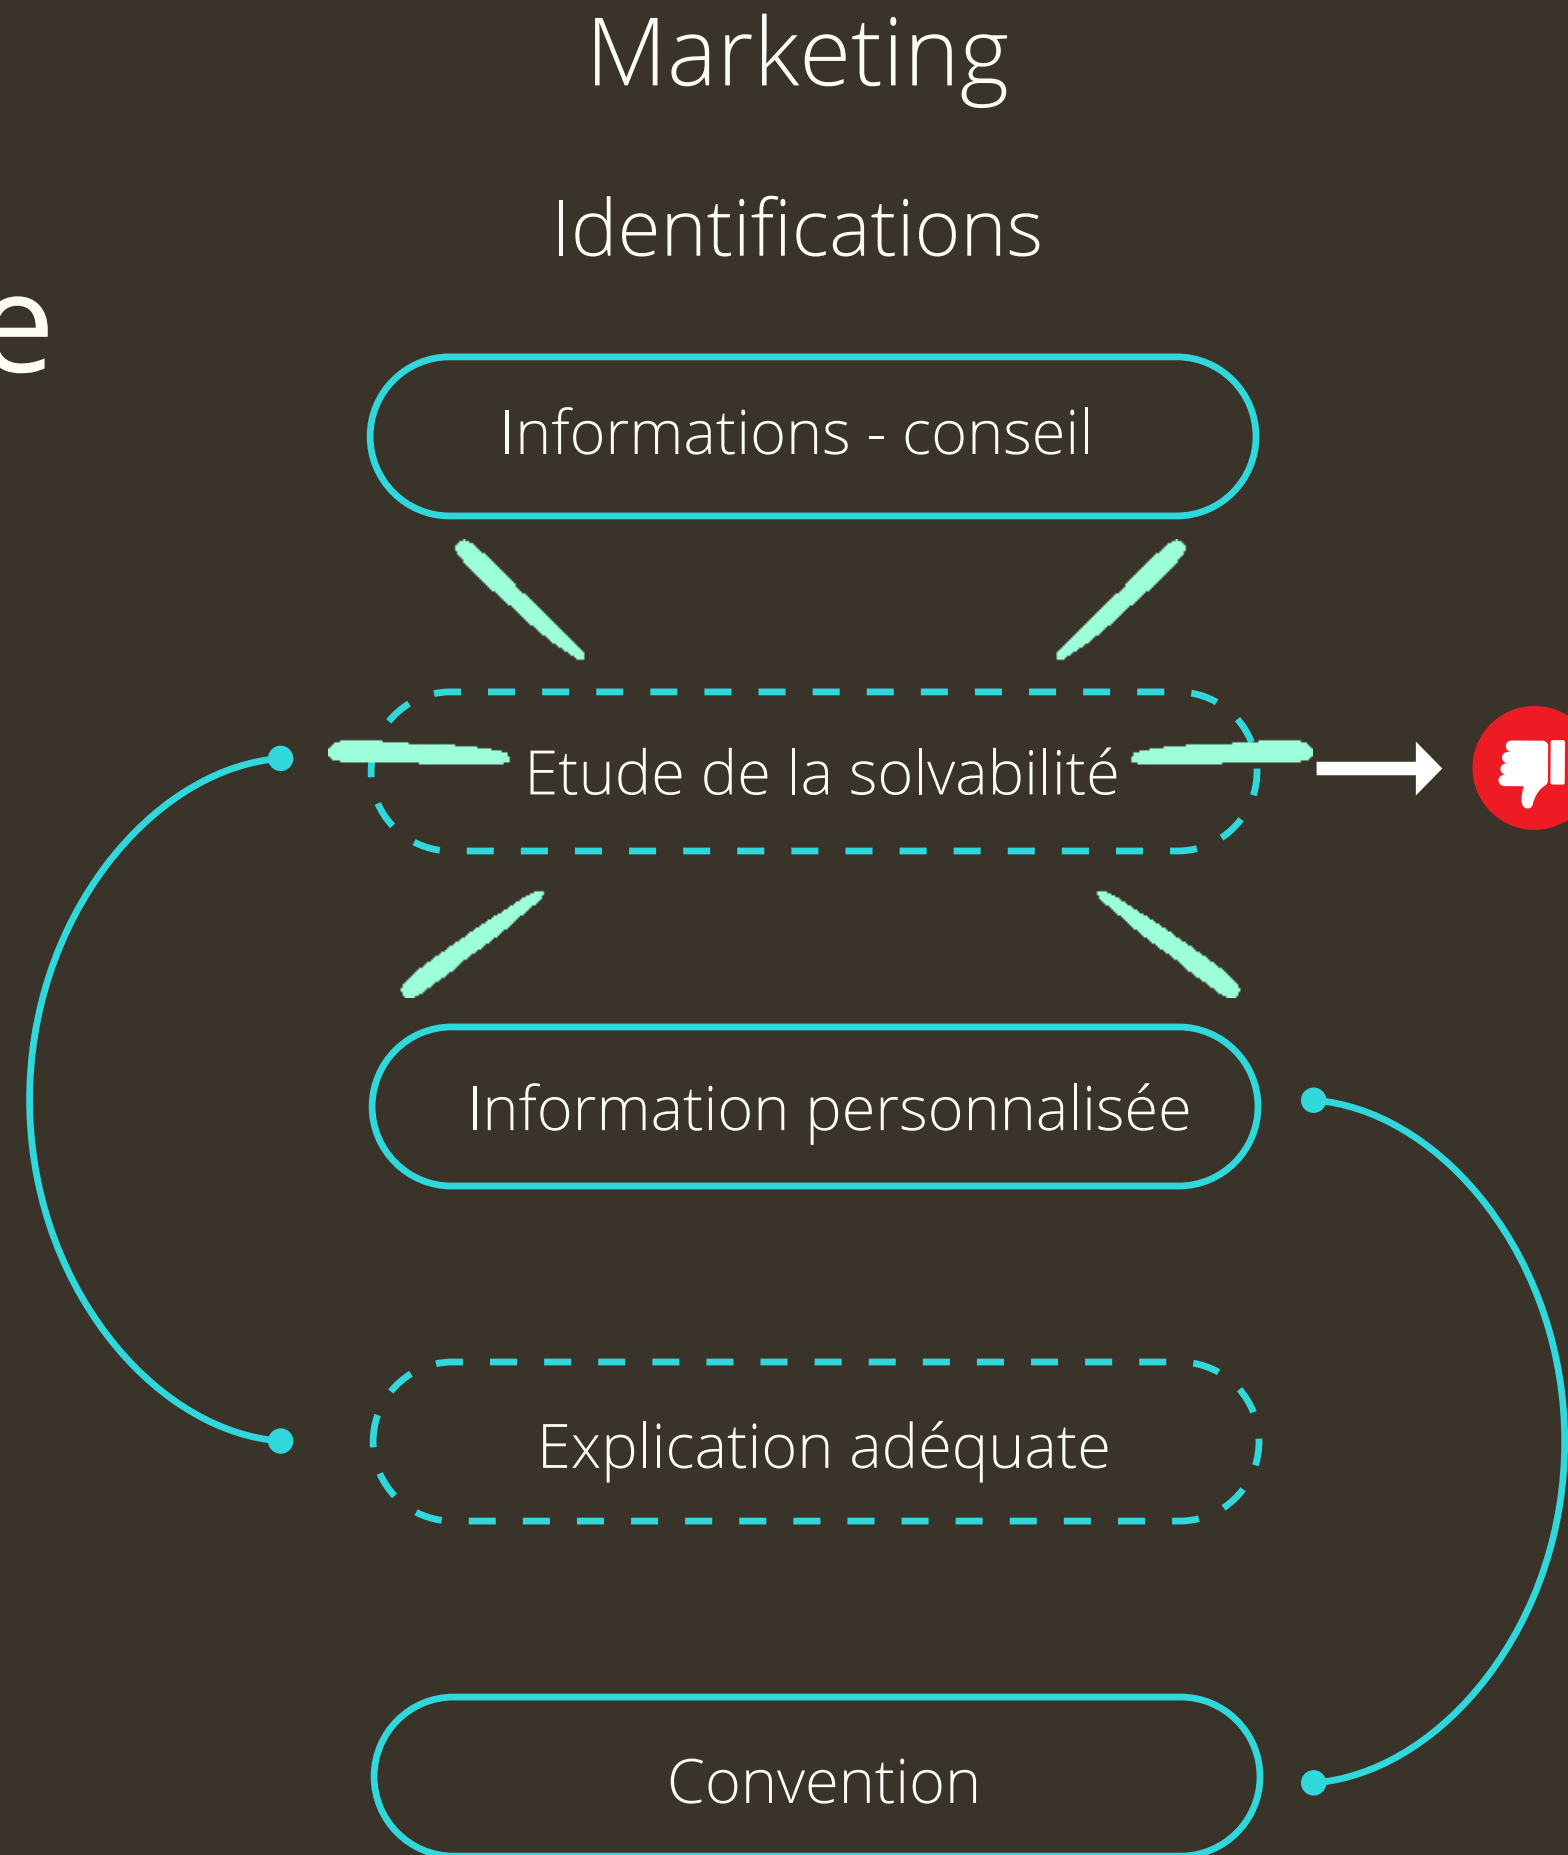 Marketing
Identifications
e
Informations - conseil
Etude de la solvabilité
Information personnalisée
Explication adéquate
Convention